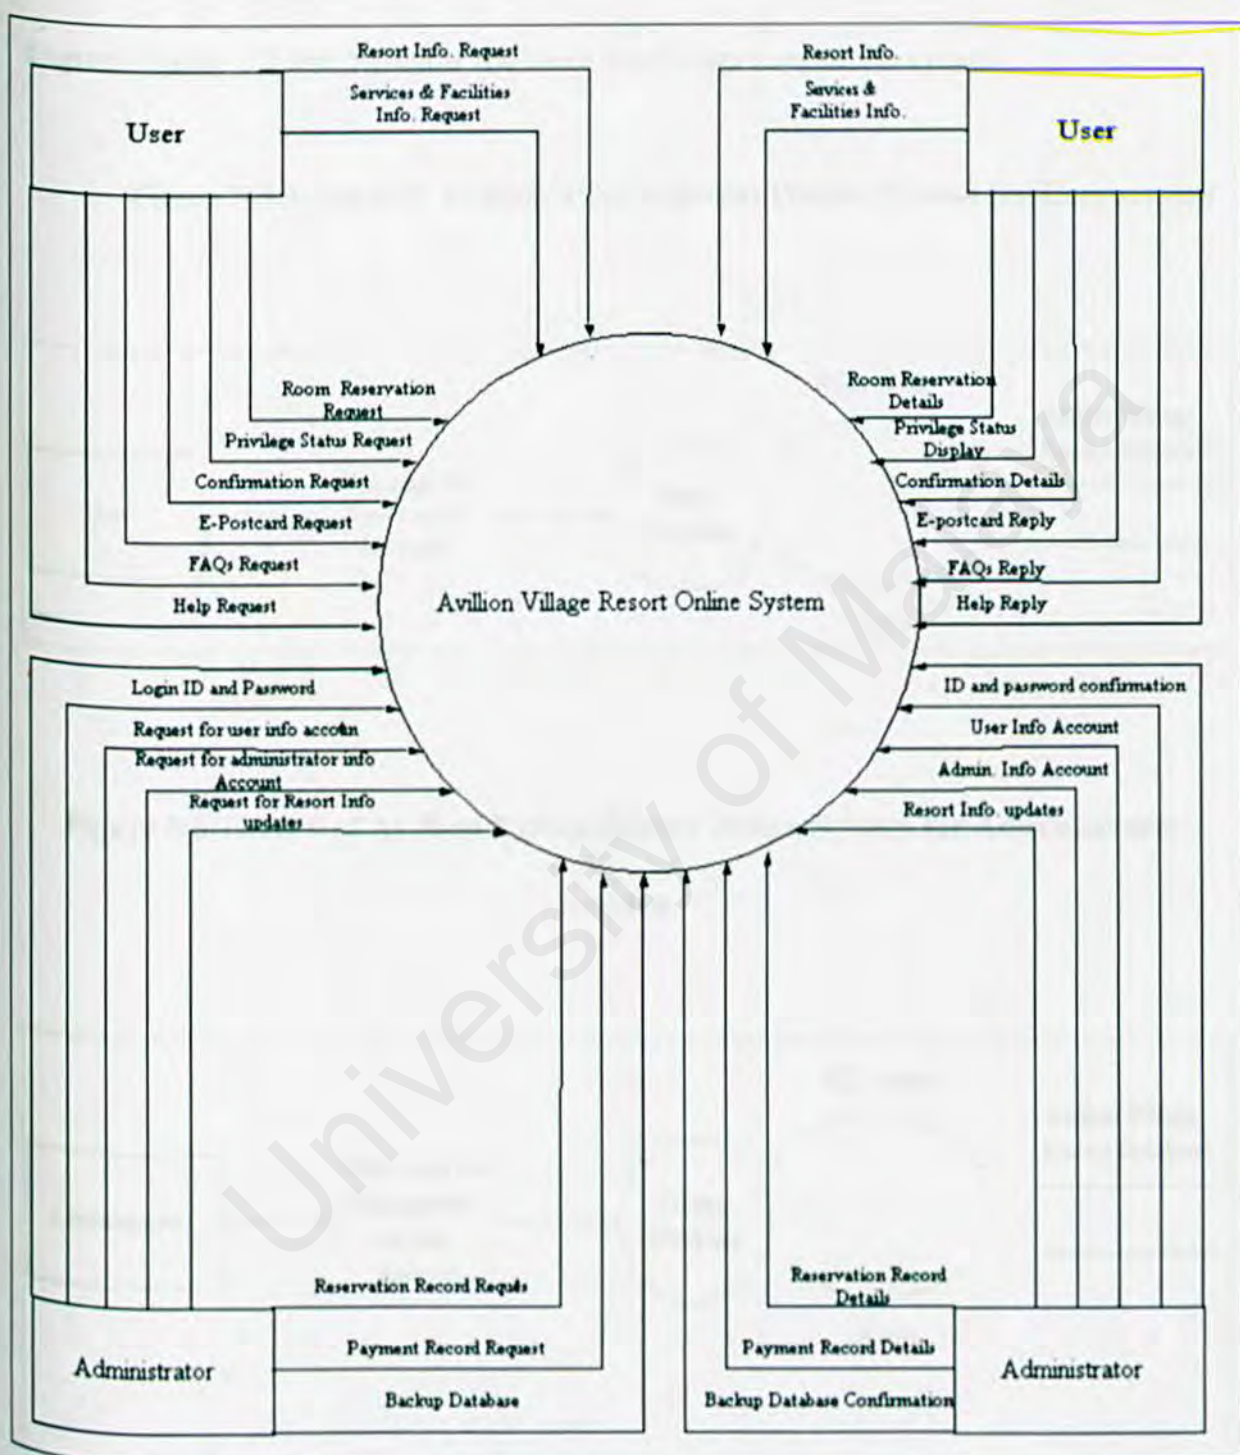 Resort Info. Request
Resort Info.
Services & Facilities
Info. Request
Services &
Facilities Info.
User
User
Room Reservation
Request
Room Reservation
Details
Privilege Status Request
Privilege Status
Display
Confirmation Request
Confirmation Details
E-Postcard Request
E-postcard Reply
FAQs Request
FAQs Reply
Help Request
Help Reply
Avillion Village Resort Online System
Login ID and Password
ID and password confirmation
Request for user info
User Info Account
Request for administrator info
Account
Admin. Info Account
Request for Resort Info
updates
Resort Info. updates
University of Malaya
Reservation Record
Reservation Record
Details
Payment Record Request
Payment Record Details
Administrator
Administrator
Backup Database
Backup Database Confirmation